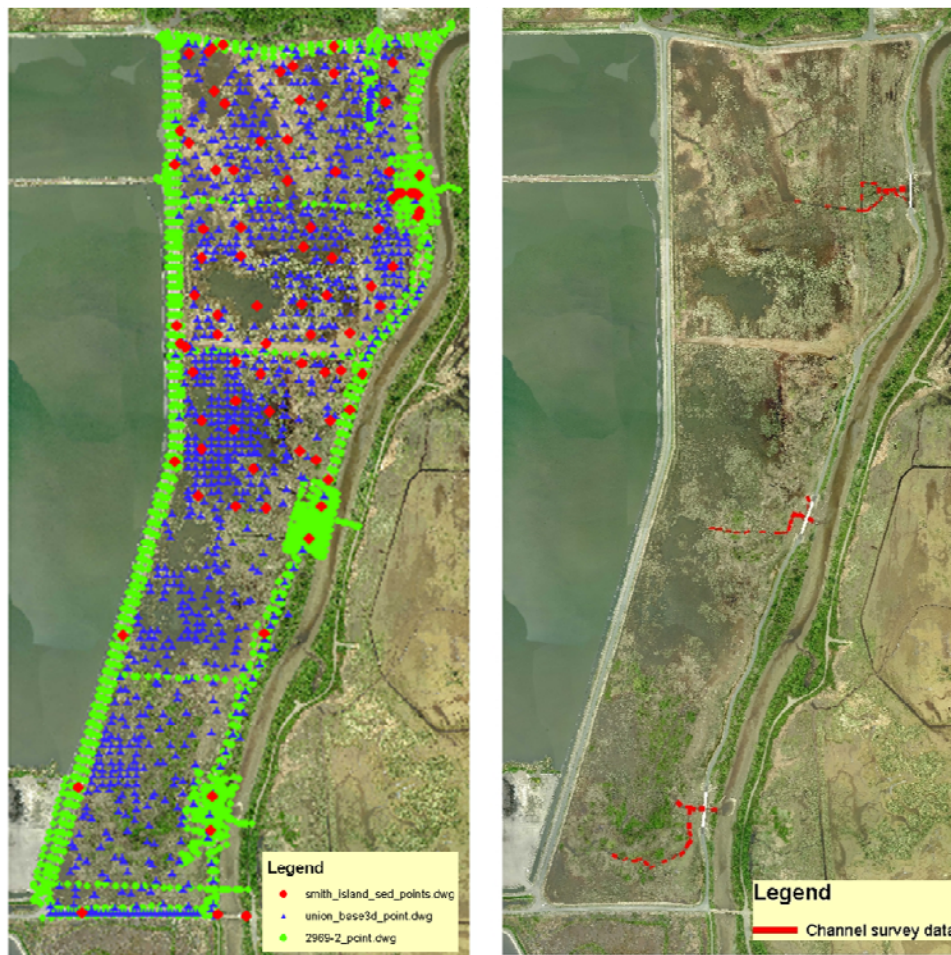 Legend
smith_island_sed_points.dwg
union_base3d_point.dwg
2969-2_point.dwg
Legend
Channel survey data